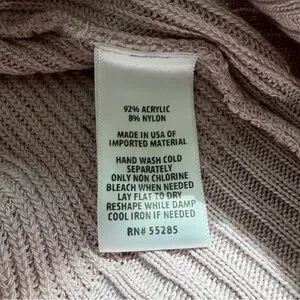 92% ACRYLIC
8% NYLON
MADE IN USA OF
IMPORTED MATERIAL
HAND WASH COLD
SEPARATELY
ONLY NON CHLORINE
BLEACH WHEN NEEDED
LAY FLAT TO DRY
RESHAPE WHILE DAMP
COOL IRON IF NEEDED
RN# 55285